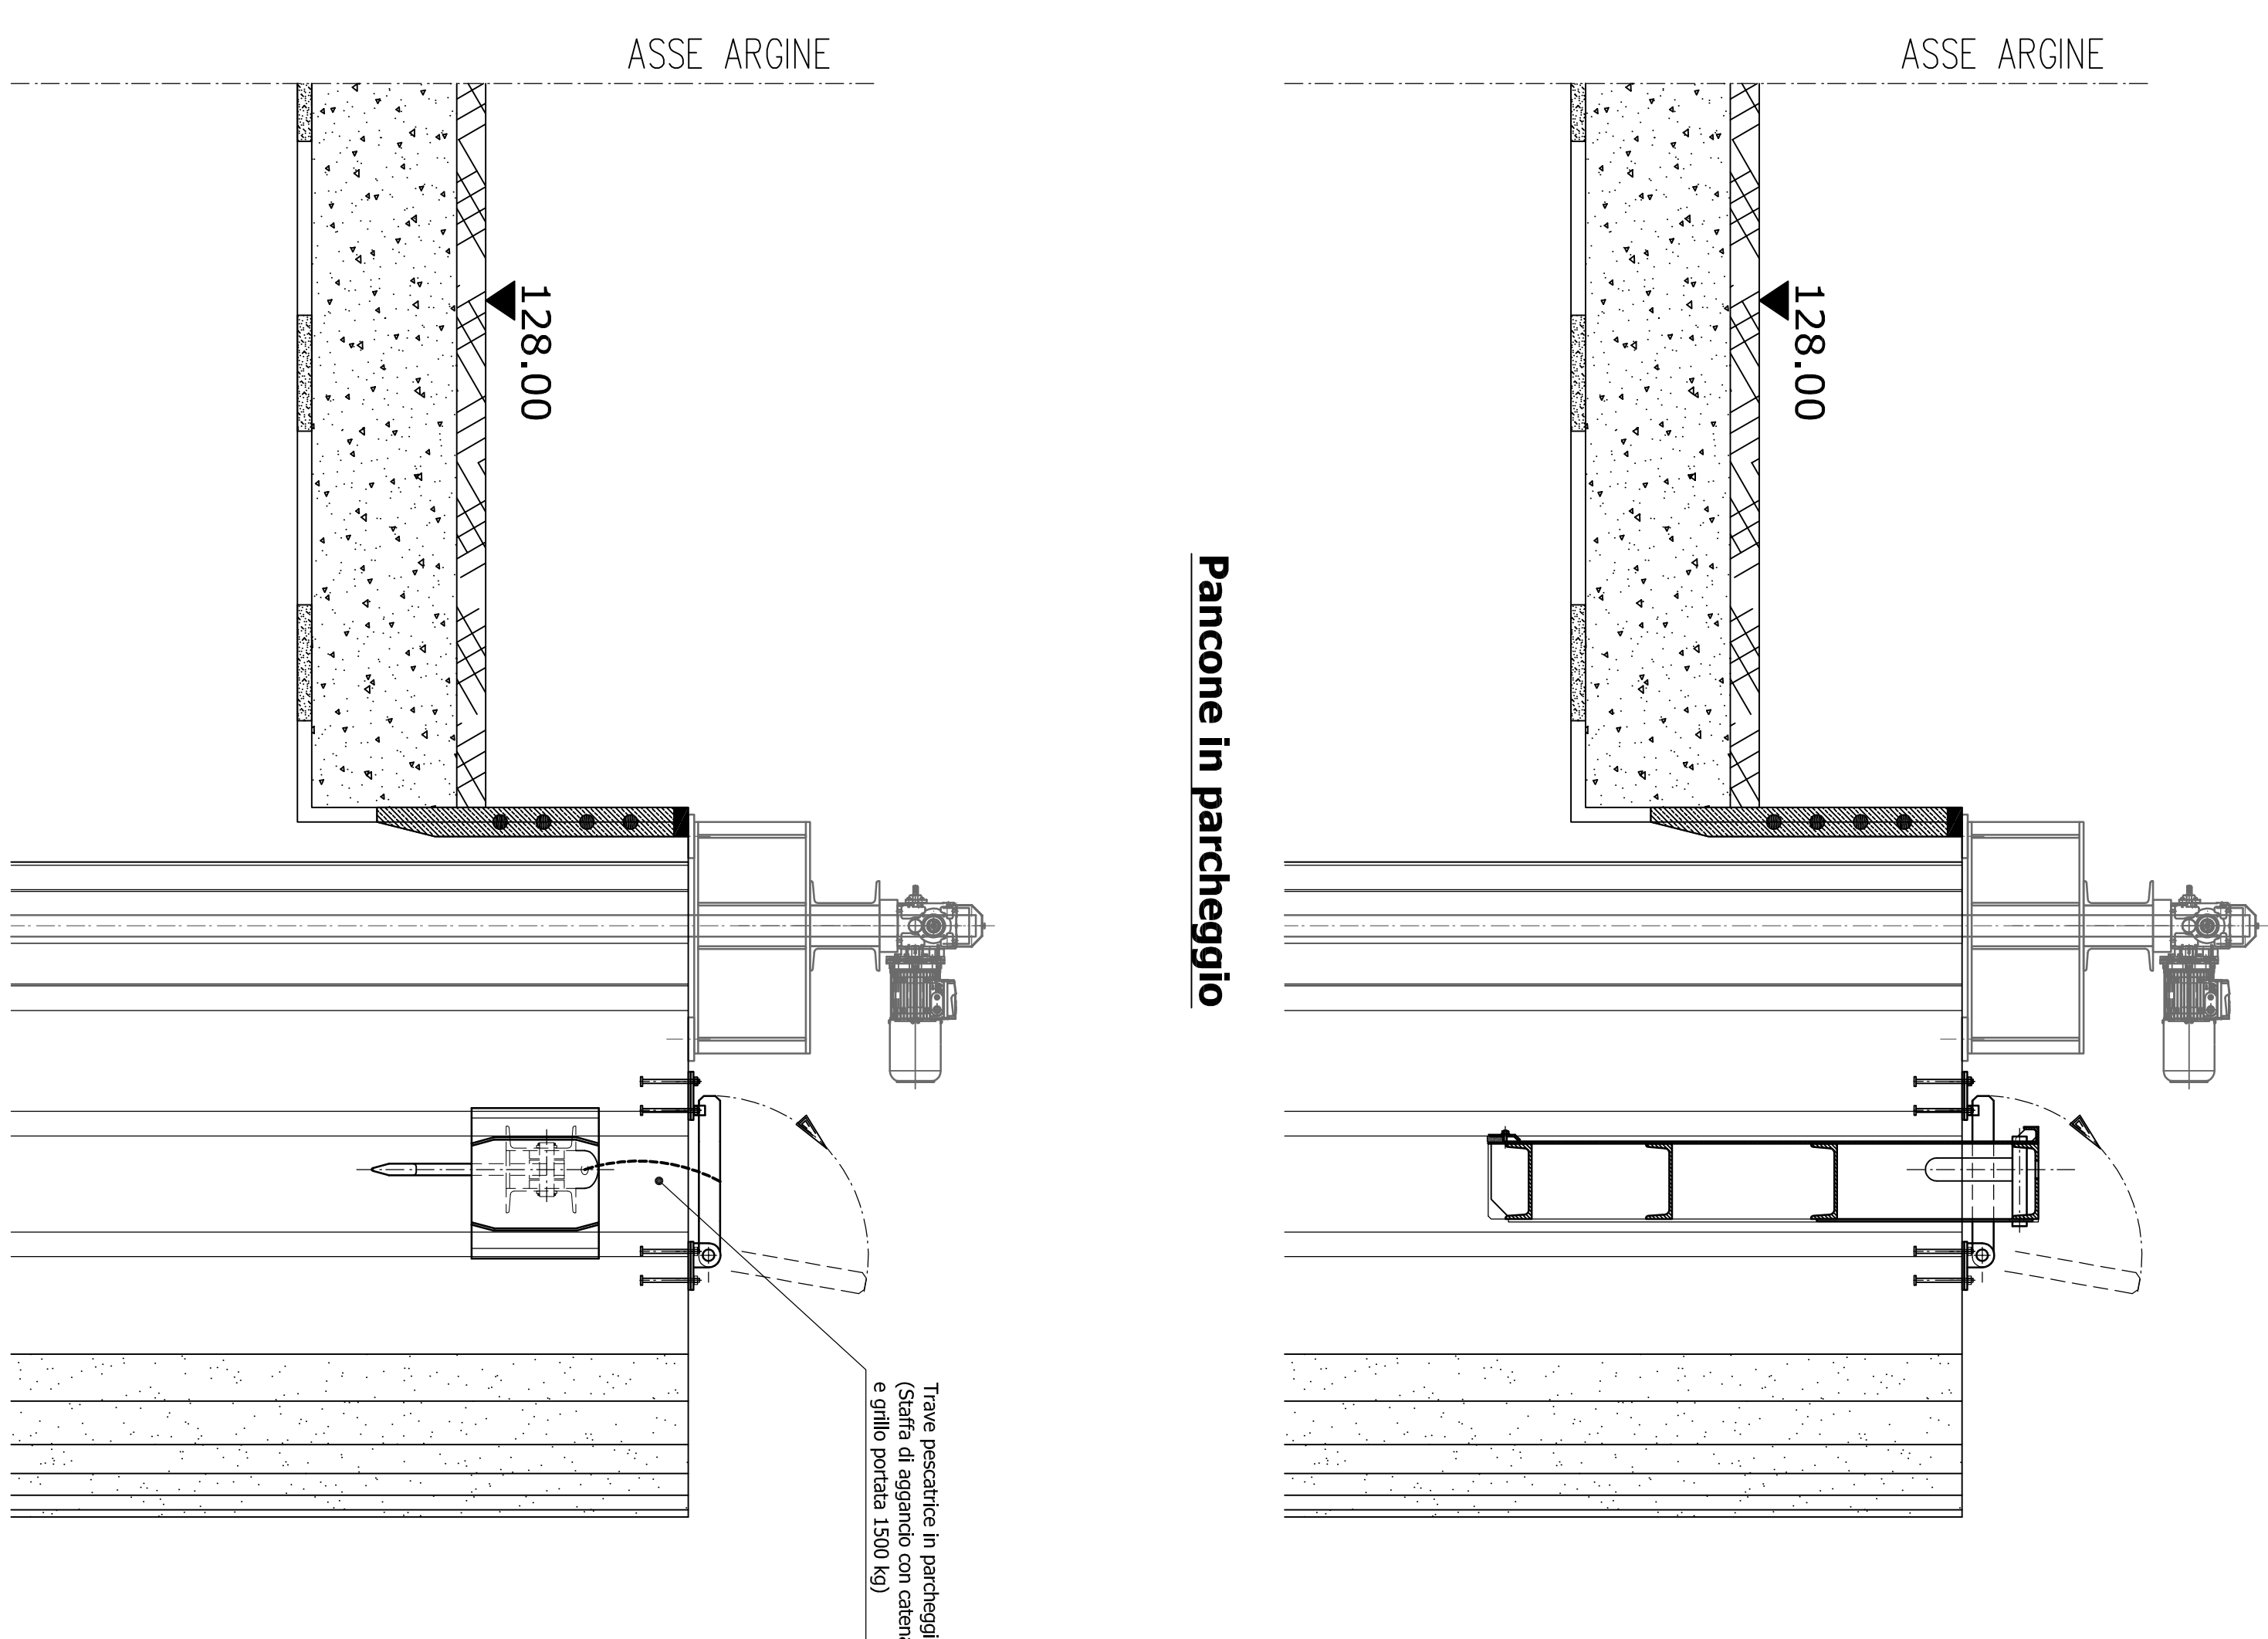 ASSE ARGINE
ASSE ARGINE
128.00
128.00
Pancone in parcheggio
Trave pescatrice in parcheggi
(Staffa di aggancio con catena
e grillo portata 1500 kg)